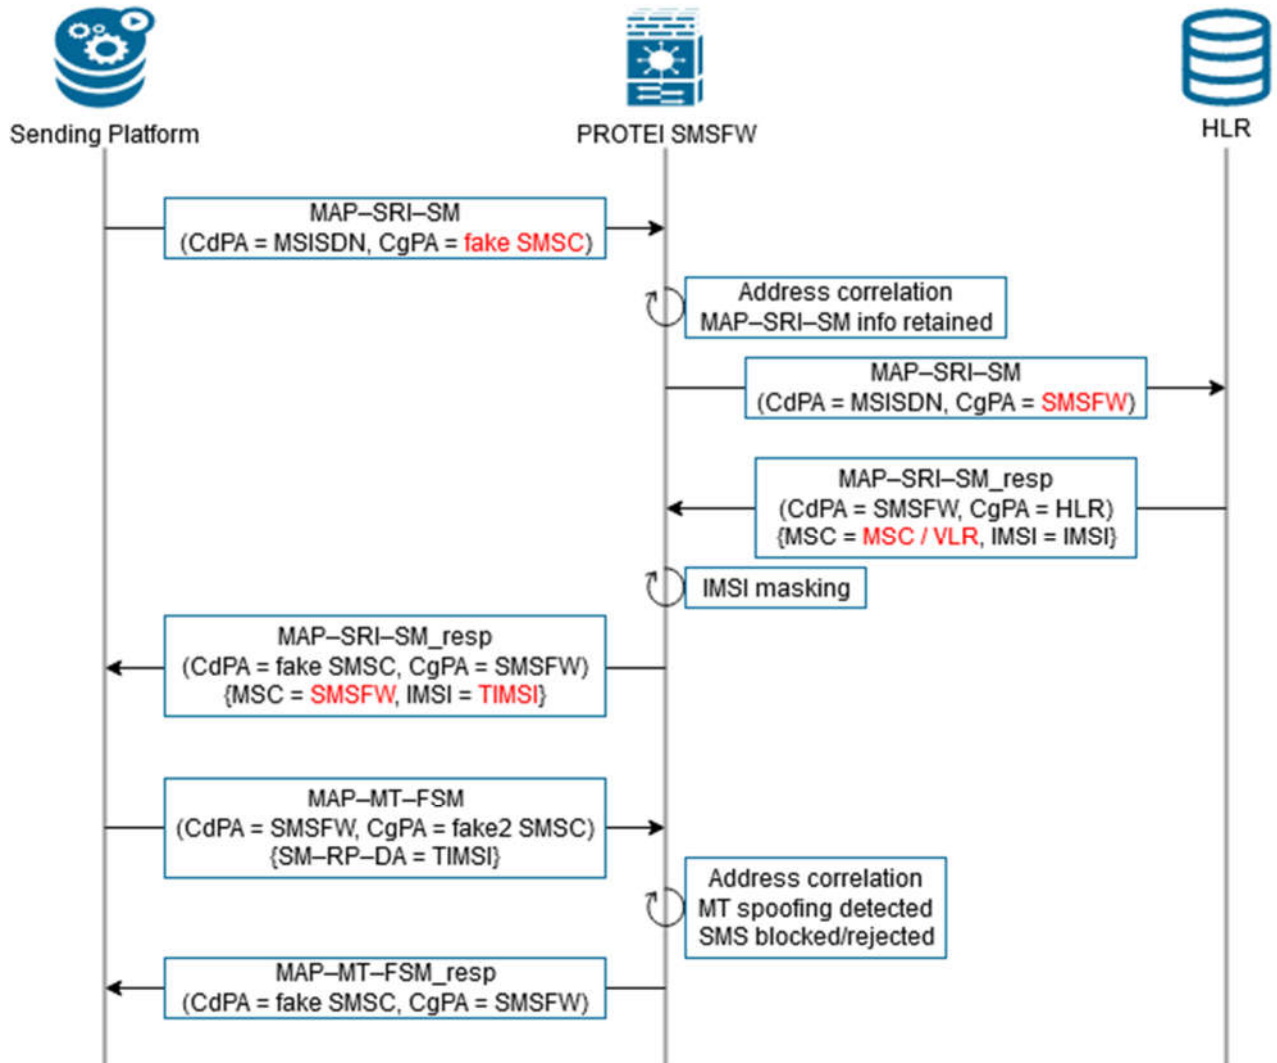 Sending Platform
PROTEI SMSFW
HLR
MAP–SRI–SM
(CdPA = MSISDN, CgPA = fake SMSC)
Address correlation
MAP–SRI–SM info retained
MAP–SRI–SM
(CdPA = MSISDN, CgPA = SMSFW)
MAP–SRI–SM_resp
(CdPA = SMSFW, CgPA = HLR)
{MSC = MSC / VLR, IMSI = IMSI}
IMSI masking
MAP–SRI–SM_resp
(CdPA = fake SMSC, CgPA = SMSFW)
{MSC = SMSFW, IMSI = TIMSI}
MAP–MT–FSM
(CdPA = SMSFW, CgPA = fake2 SMSC)
{SM–RP–DA = TIMSI}
Address correlation
MT spoofing detected
SMS blocked/rejected
MAP–MT–FSM_resp
(CdPA = fake SMSC, CgPA = SMSFW)